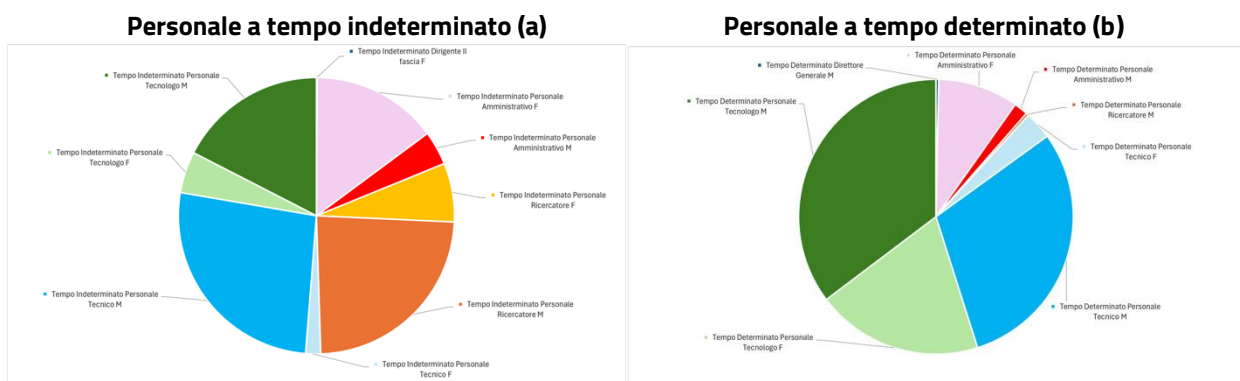 Personale a tempo indeterminato (a)
Tempo Indeterminato Dirigente II
fascia F
Tempo Indeterminato Personale
Amministrativo F
Tempo Indeterminato Personale
Amministrativo M
Tempo Indeterminato Personale
Ricercatore F
Tempo Indeterminato Personale
Ricercatore M
Tempo Indeterminato Personale
Tecnico F
Tempo Indeterminato Personale
Tecnico M
Tempo Indeterminato Personale
Tecnologo F
Tempo Indeterminato Personale
Tecnologo M
Personale a tempo determinato (b)
Tempo Determinato Direttore
Generale M
Tempo Determinato Personale
Amministrativo F
Tempo Determinato Personale
Amministrativo M
Tempo Determinato Personale
Ricercatore M
Tempo Determinato Personale
Tecnico F
Tempo Determinato Personale
Tecnico M
Tempo Determinato Personale
Tecnologo F
Tempo Determinato Personale
Tecnologo M